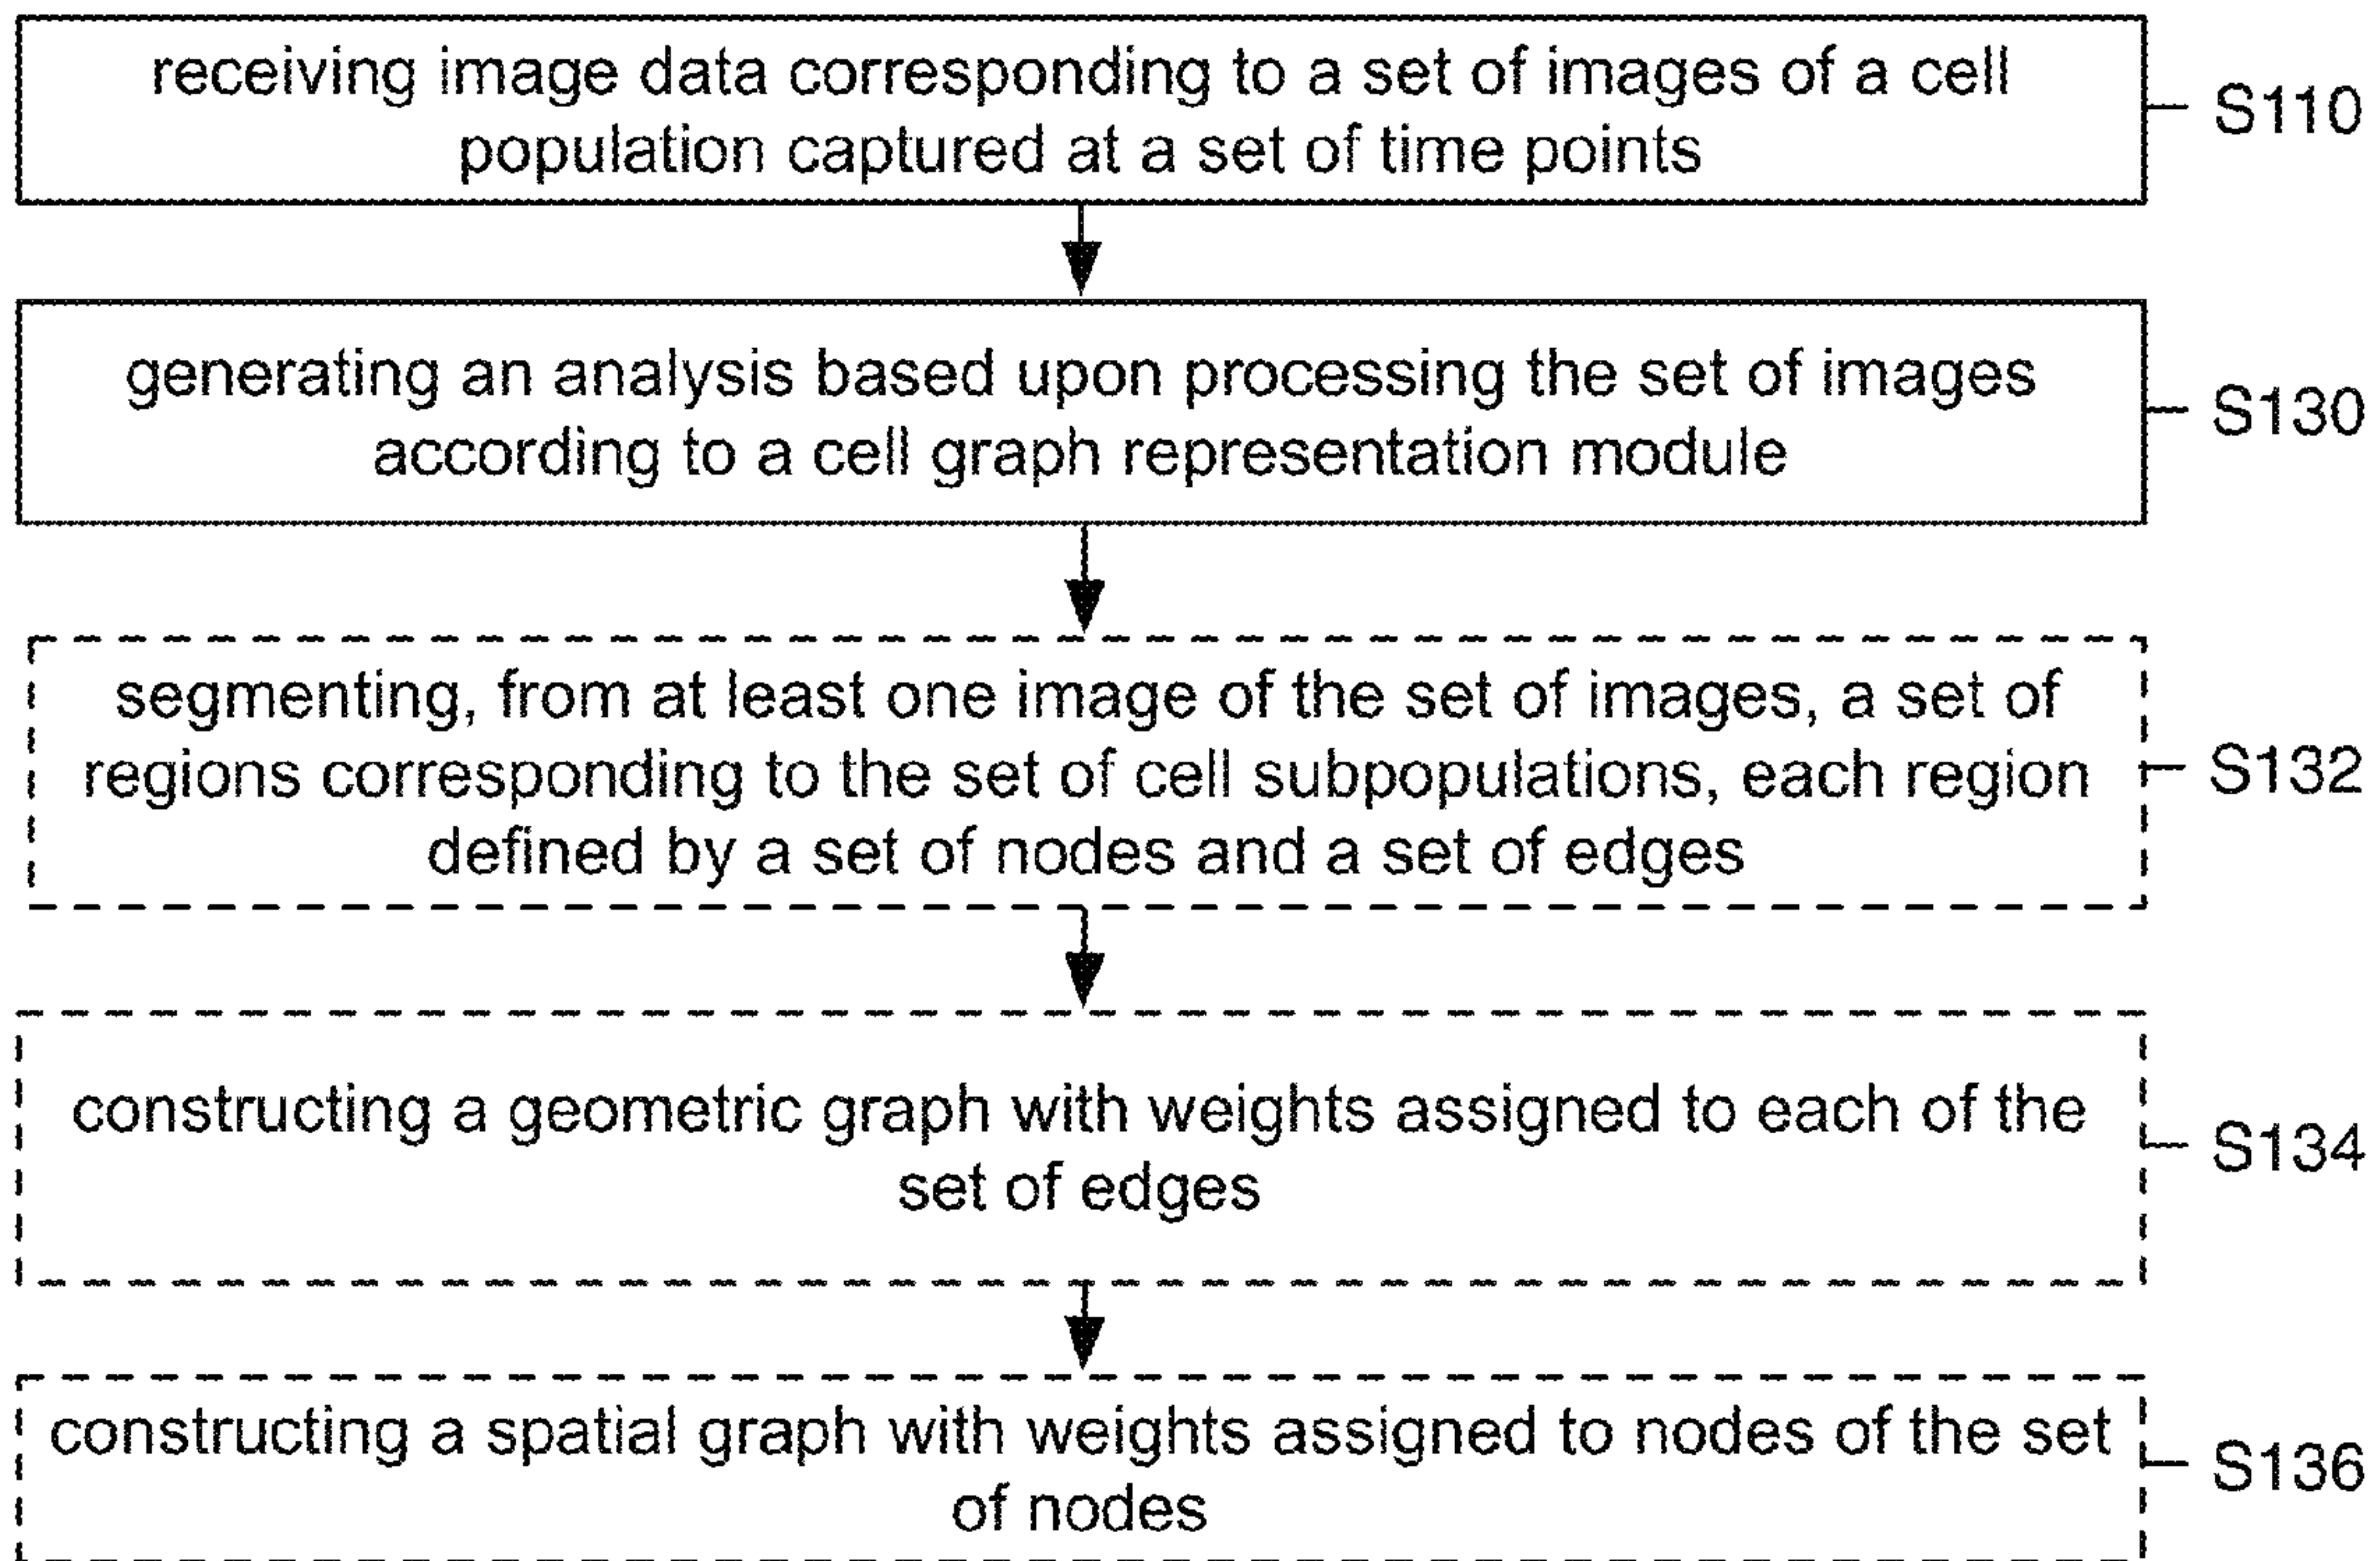 receiving image data corresponding to a set of images of a cell
population captured at a set of time points
S110
generating an analysis based upon processing the set of images
according to a cell graph representation module
S130
segmenting, from at least one image of the set of images, a set of
regions corresponding to the set of cell subpopulations, each region
defined by a set of nodes and a set of edges
S132
constructing a geometric graph with weights assigned to each of the
set of edges
S134
constructing a spatial graph with weights assigned to nodes of the set
of nodes
S136